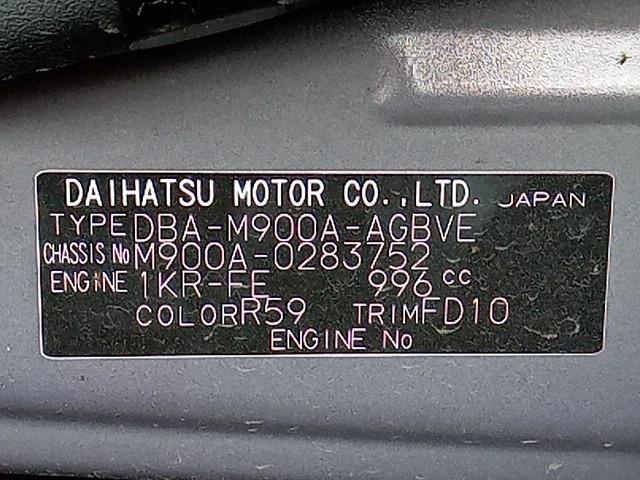 DAIHATSU MOTOR CO.,LTD. JAPAN
TYPE DBA-M900A-AGBVE
CHASSIS No M900A-0283752
ENGINE 1KR-FE 996 cc
COLOR R59 TRIM FD10
ENGINE No